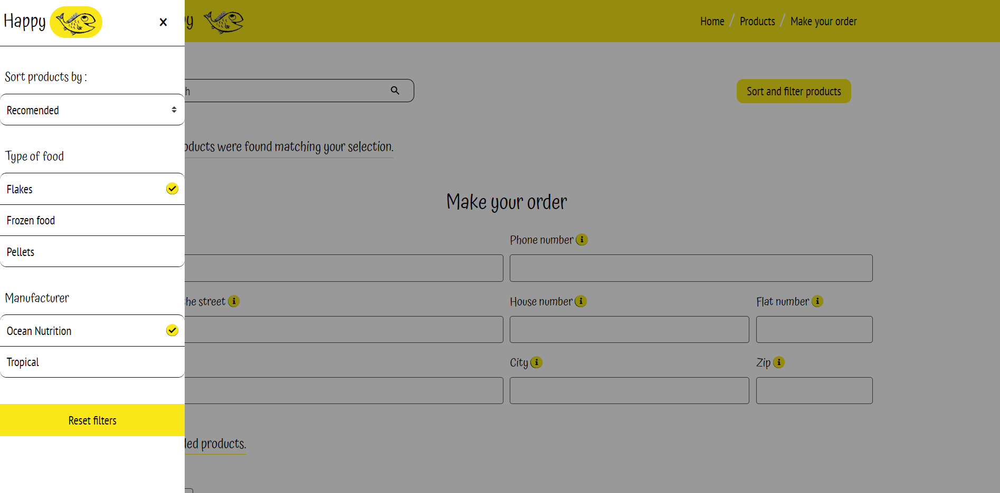 Happy
Sort products by :
Recomended
Type of food
Flakes
Frozen food
Pellets
Manufacturer
Ocean Nutrition
Tropical
Reset filters
y
Home / Products / Make your order
h
Sort and filter products
oducts were found matching your selection.
Make your order
Phone number
he street
House number
Flat number
City
Zip
led products.